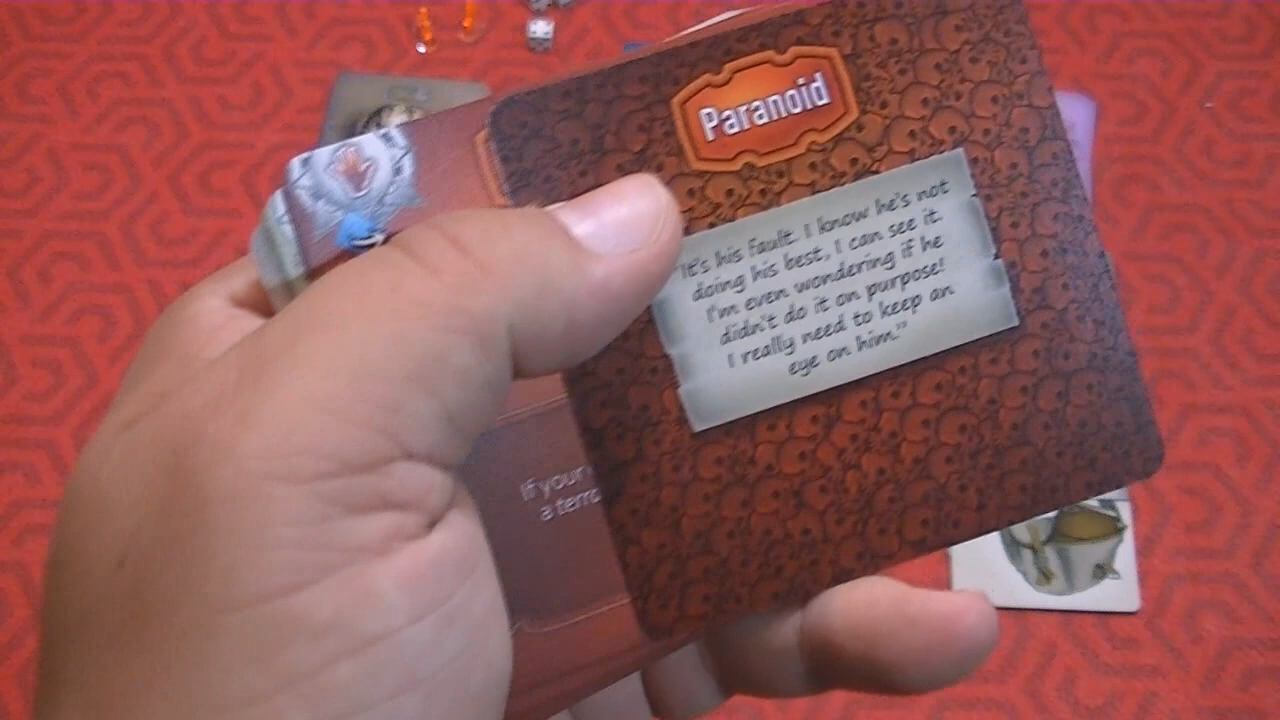 Paranoid
"It's his fault. I know he's not
doing his best, I can see it.
I'm even wondering if he
didn't do it on purpose!
I really need to keep an
eye on him."
If your
a terra